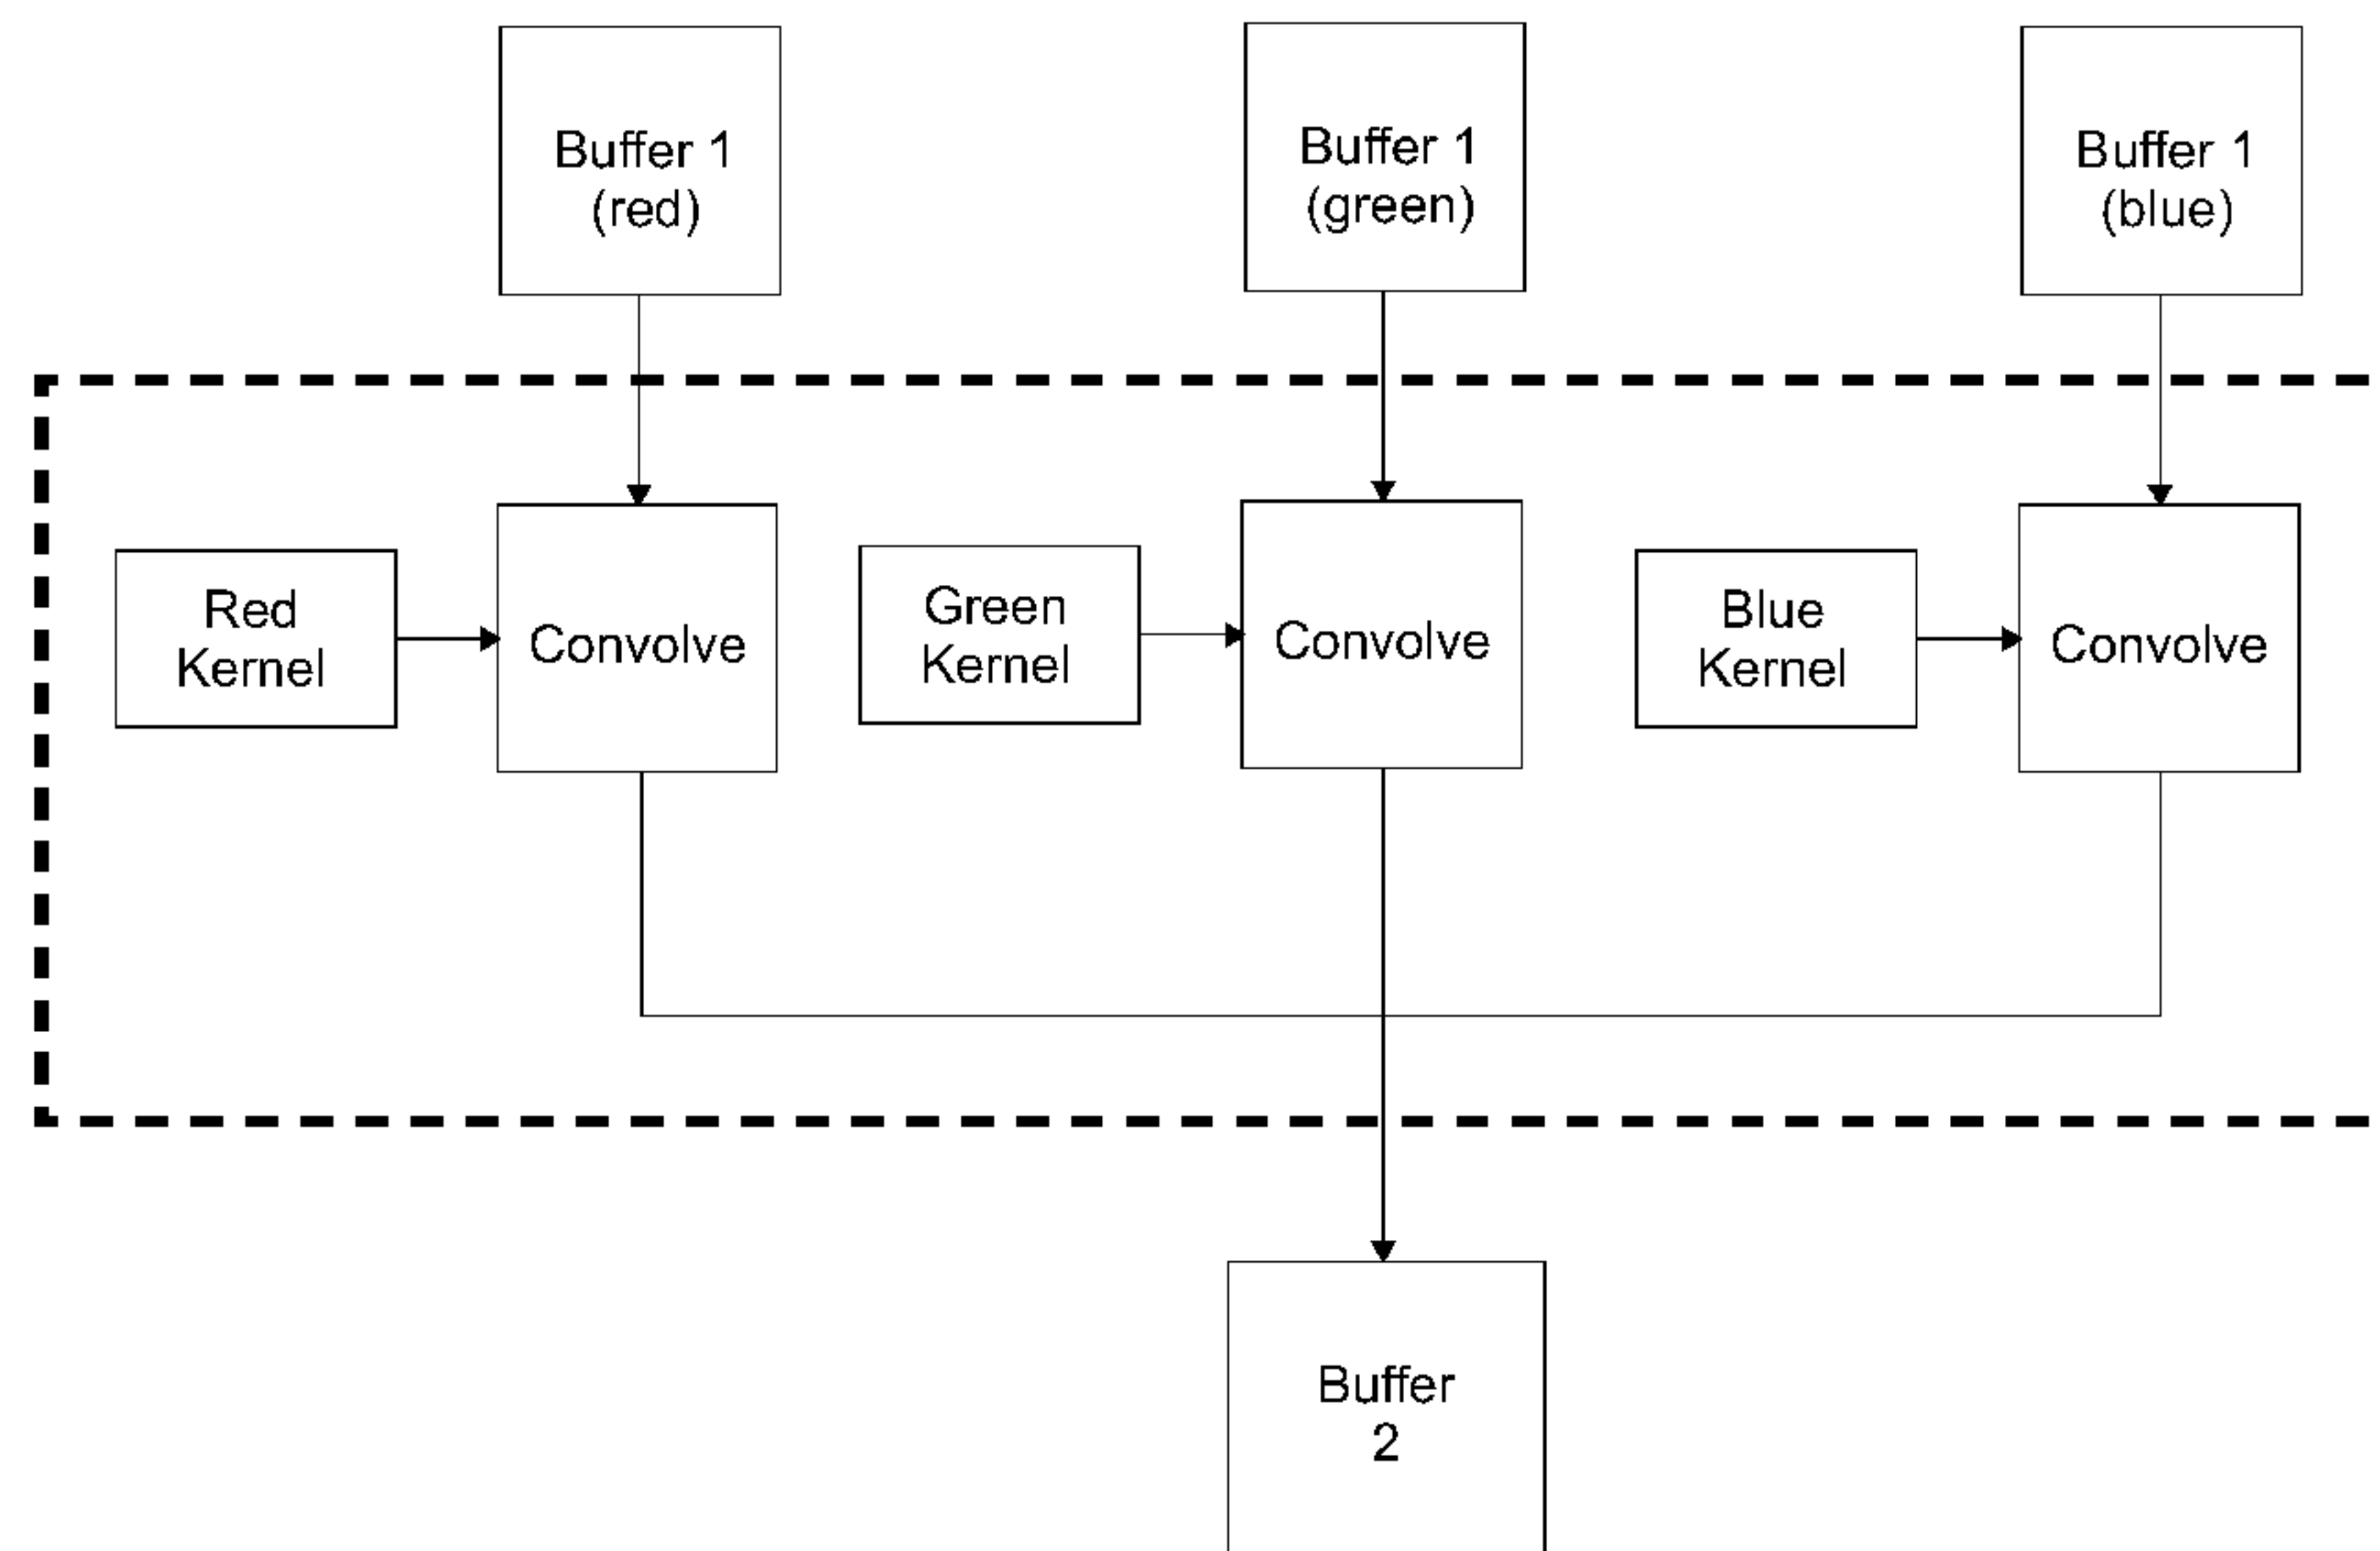 Buffer 1
(red)
Buffer 1
(green)
Buffer 1
(blue)
Red
Kernel
Convolve
Green
Kernel
Convolve
Blue
Kernel
Convolve
Buffer
2